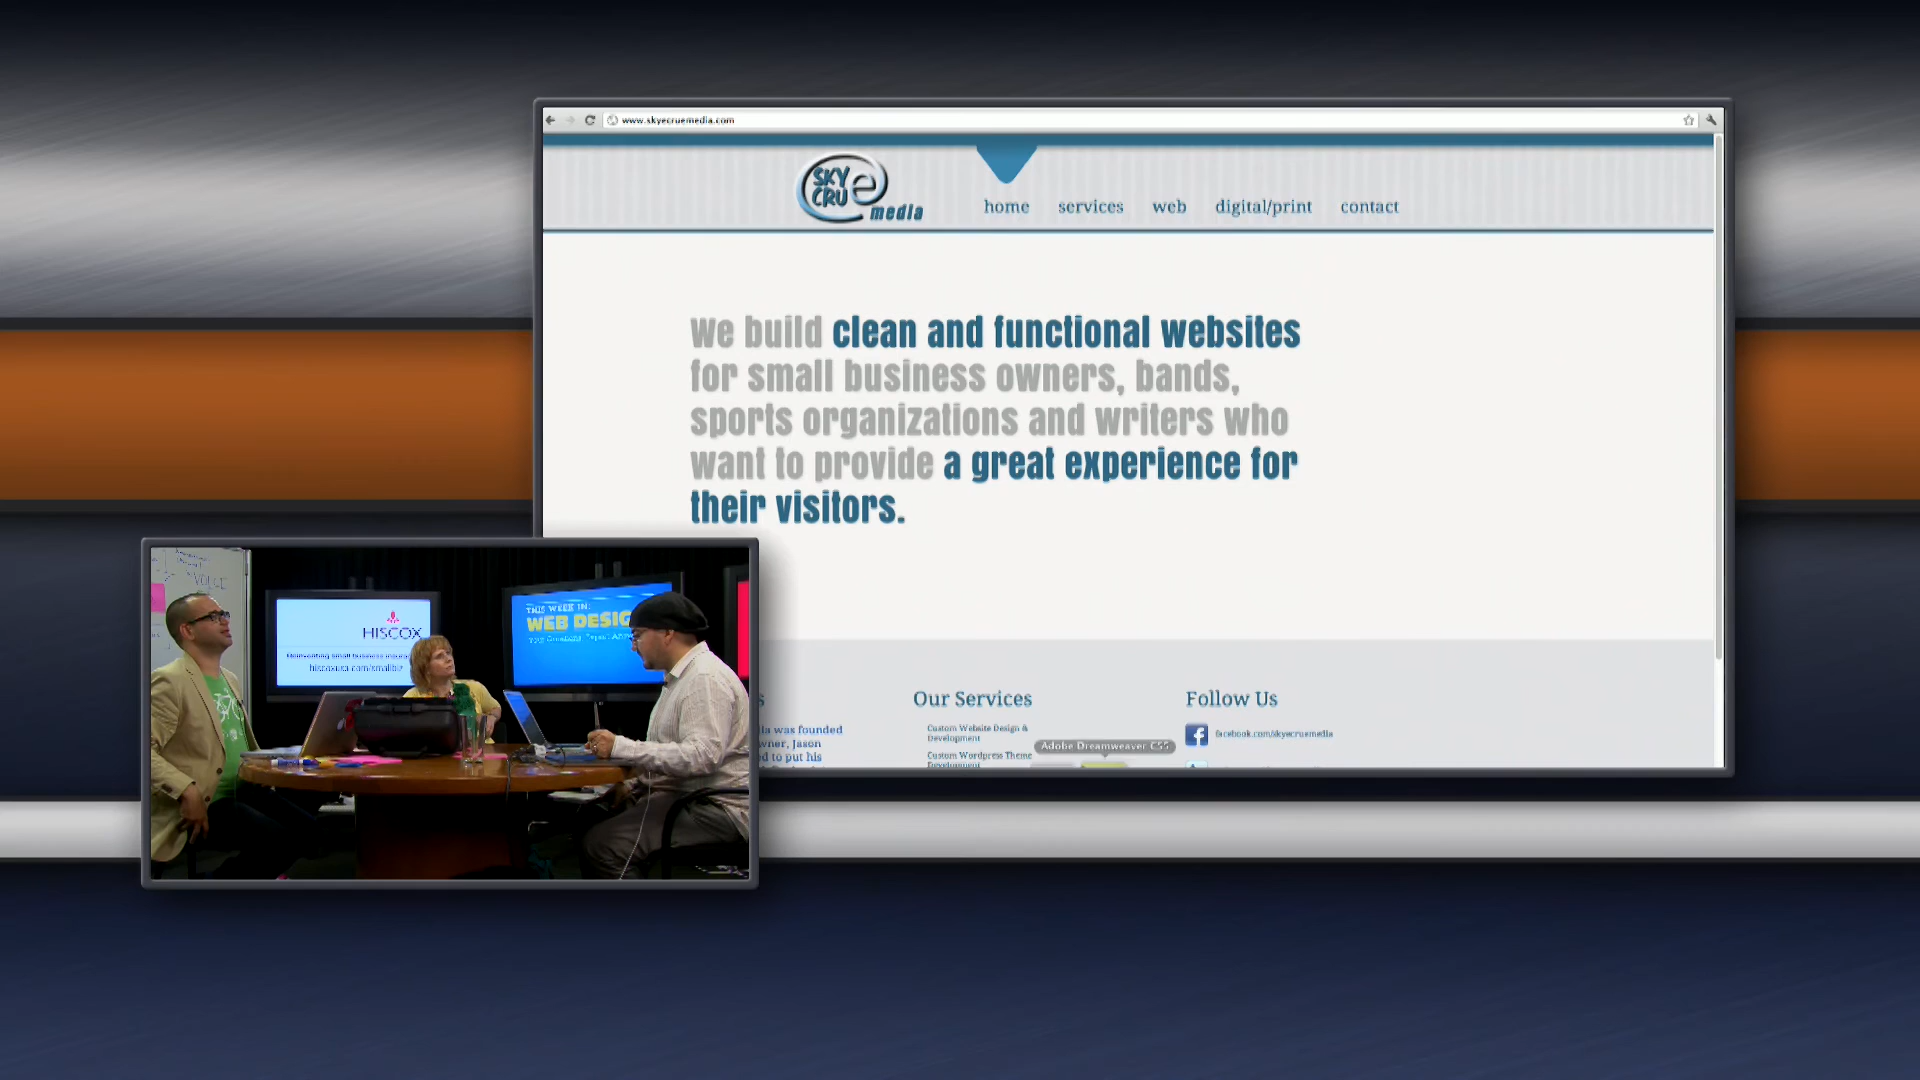 www.skyecruemedia.com
SKY CRU e media
home services web digital/print contact
We build clean and functional websites
for small business owners, bands,
sports organizations and writers who
want to provide a great experience for
their visitors.
VOICE
HISCOX
hiscoxusa.com/smallbiz
THIS WEEK IN:
WEB DESIG
Our Services
Follow Us
was founded
Jason
to put his
Custom Website Design &
Development
Custom Wordpress Theme
Development
Adobe Dreamweaver CS5
facebook.com/skyecruemedia